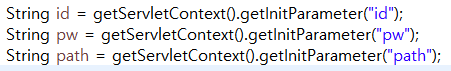 String id = getServletContext().getInitParameter("id");
String pw = getServletContext().getInitParameter("pw");
String path = getServletContext().getInitParameter("path");